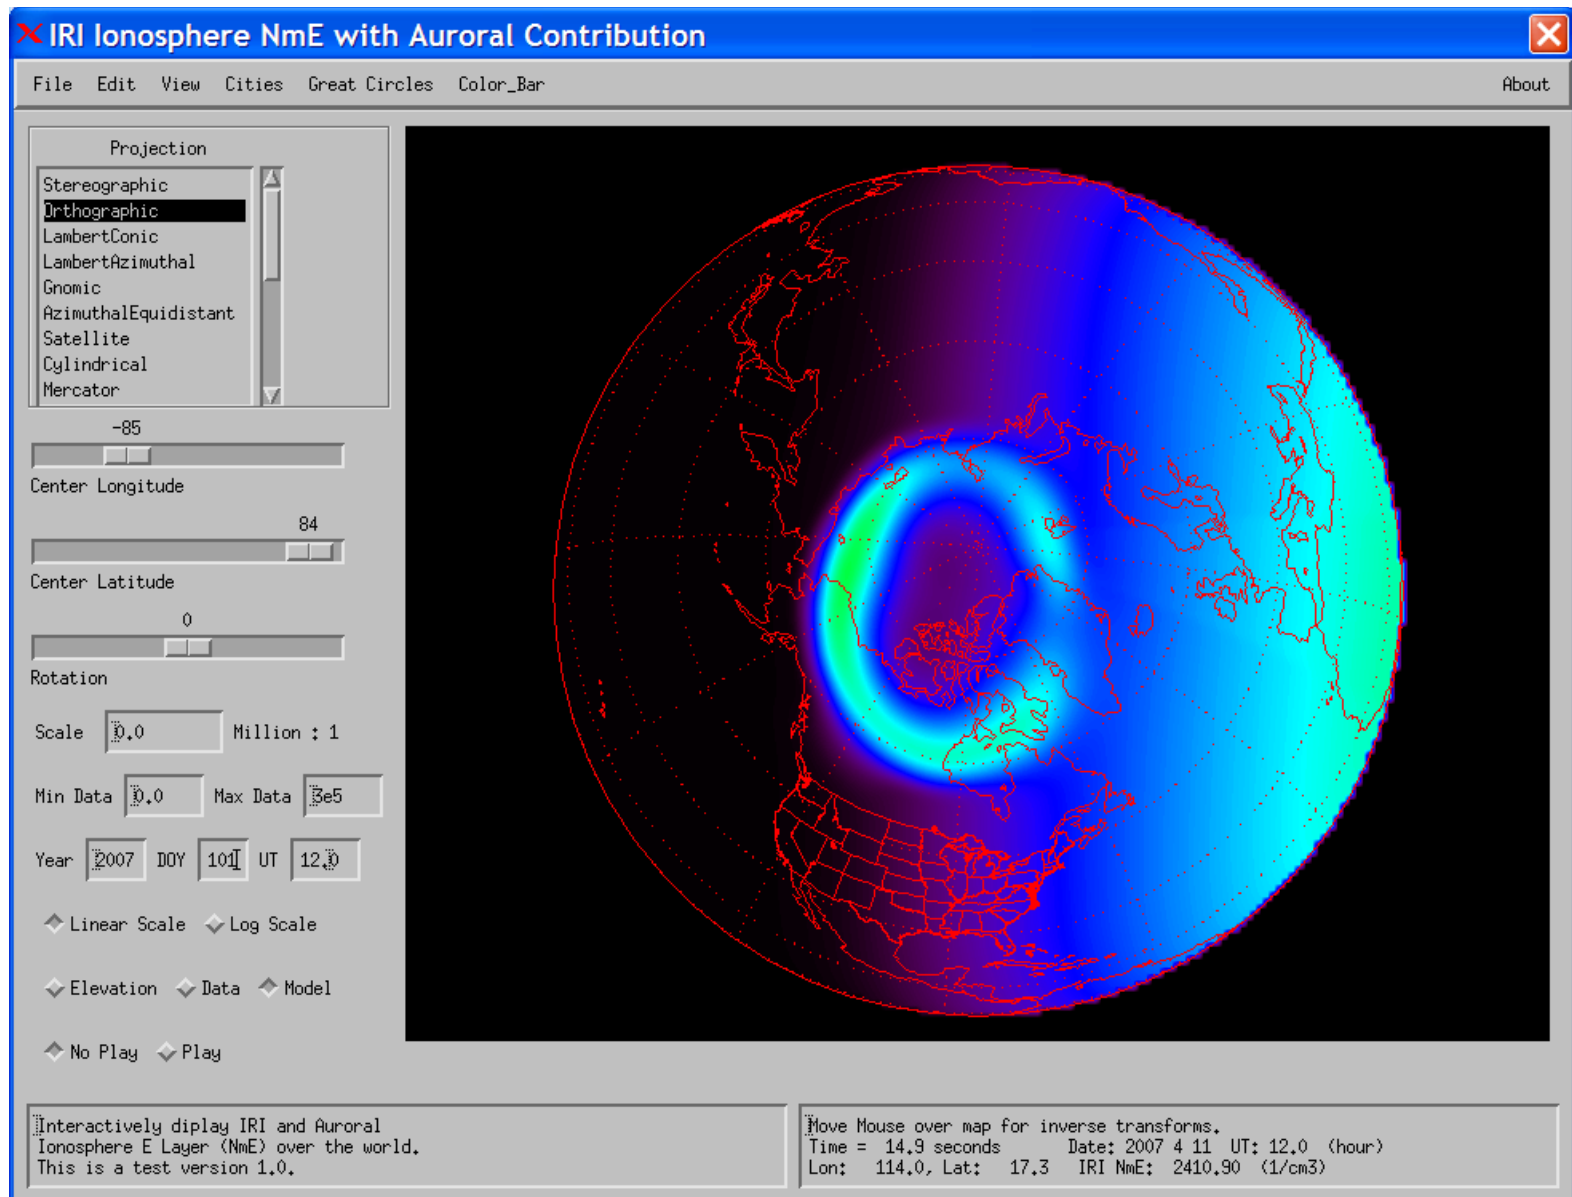 IRI Ionosphere NmE with Auroral Contribution
File Edit View Cities Great Circles Color_Bar About
Projection
Stereographic
Orthographic
LambertConic
LambertAzimuthal
Gnomic
AzimuthalEquidistant
Satellite
Cylindrical
Mercator
-85
Center Longitude
84
Center Latitude
0
Rotation
Scale 0.0 Million : 1
Min Data 0.0 Max Data 3e5
Year 2007 DOY 101 UT 12.0
Linear Scale Log Scale
Elevation Data Model
No Play Play
Interactively diplay IRI and Auroral
Ionosphere E Layer (NmE) over the world.
This is a test version 1.0.
Move Mouse over map for inverse transforms.
Time = 14.9 seconds Date: 2007 4 11 UT: 12.0 (hour)
Lon: 114.0, Lat: 17.3 IRI NmE: 2410.90 (1/cm3)